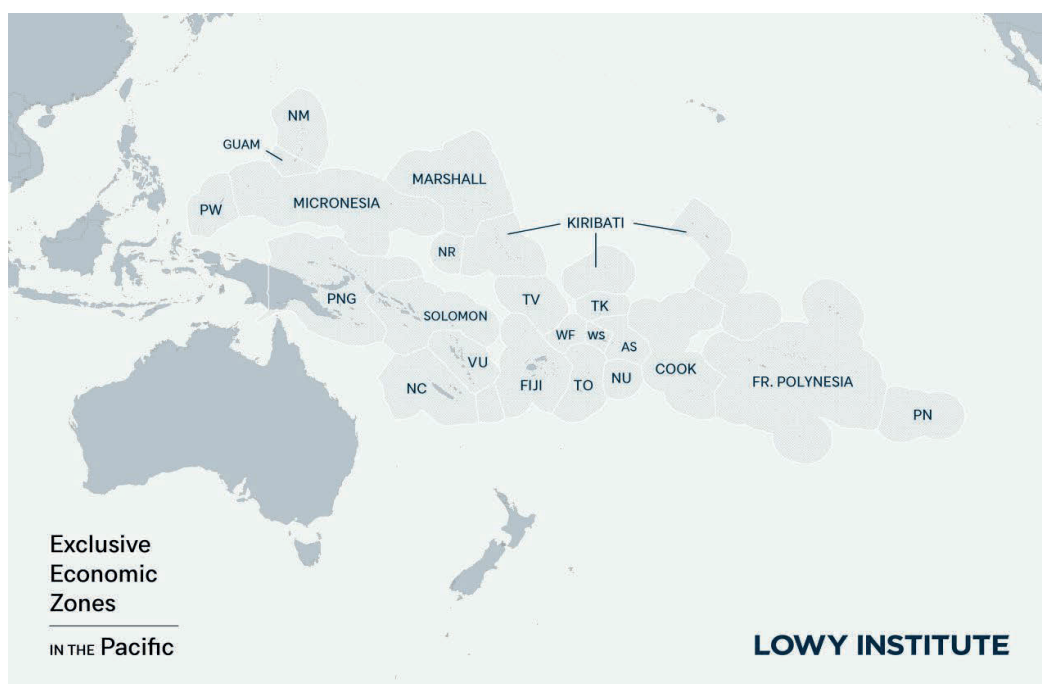 NM
GUAM
MARSHALL
MICRONESIA
PW
KIRIBATI
NR
PNG
TV
TK
SOLOMON
WF
WS
AS
VU
COOK
NC
FIJI
TO
NU
FR. POLYNESIA
PN
Exclusive
Economic
Zones
IN THE Pacific
LOWY INSTITUTE